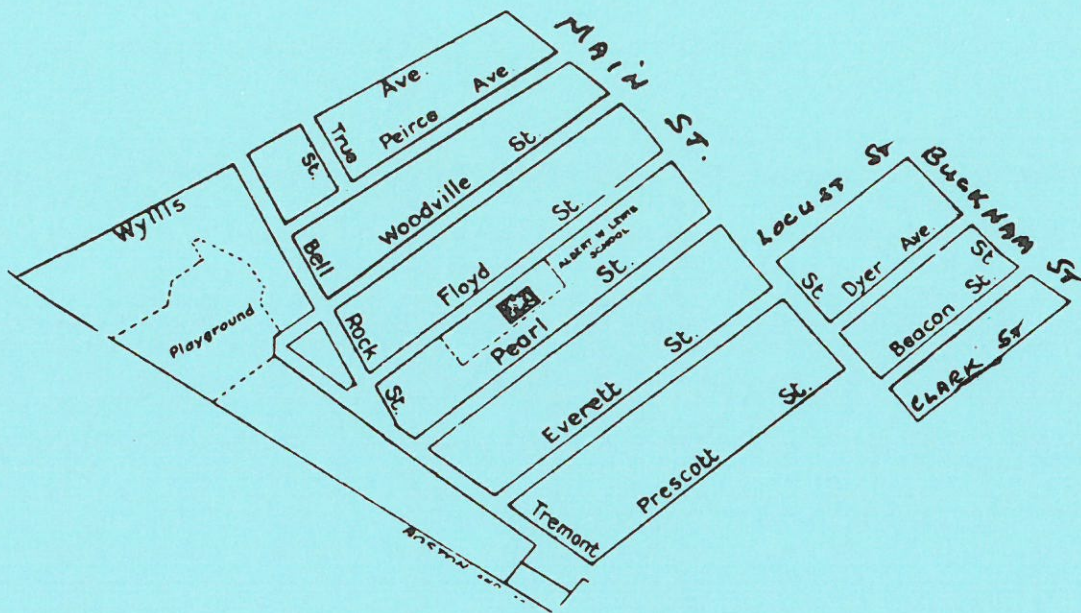 MAIN ST.
Ave.
True St.
Peirce Ave
Wyllis
Woodville St.
Bell
Floyd St.
Rock St.
ALBERT W LEWIS
SCHOOL
Pearl St.
Playground
Everett St.
Prescott St.
Tremont
LOCUST ST
BUCKNAM ST
St
Dyer Ave.
St
Beacon St.
CLARK ST
BOSTON